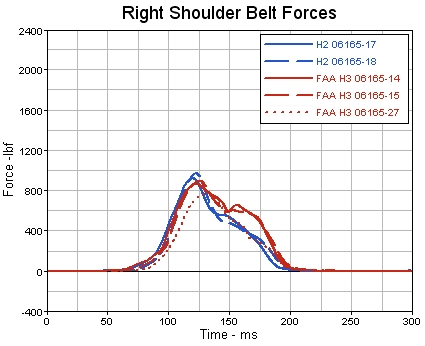 Right Shoulder Belt Forces
2400
2000
1600
1200
800
400
0
-400
Force -lbf
H2 06165-17
H2 06165-18
FAA H3 06165-14
FAA H3 06165-15
FAA H3 06165-27
0 50 100 150 200 250 300
Time - ms